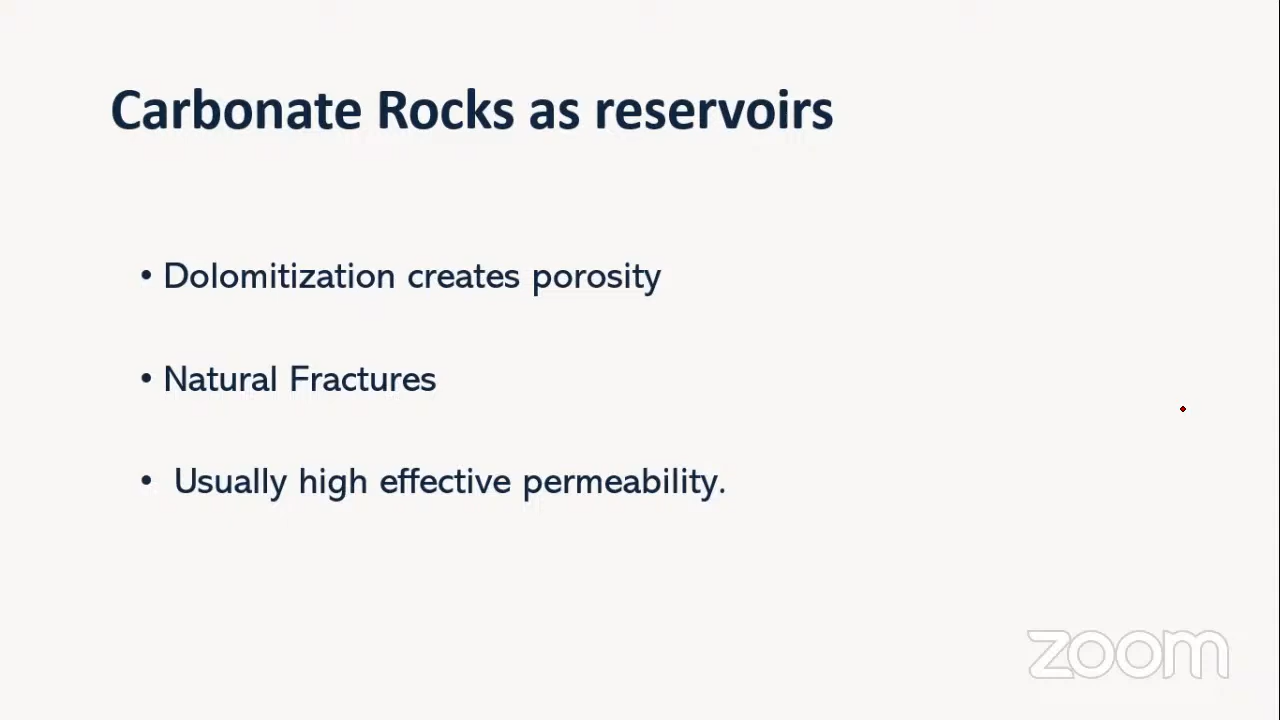 Carbonate Rocks as reservoirs
• Dolomitization creates porosity
• Natural Fractures
• Usually high effective permeability.
zoom